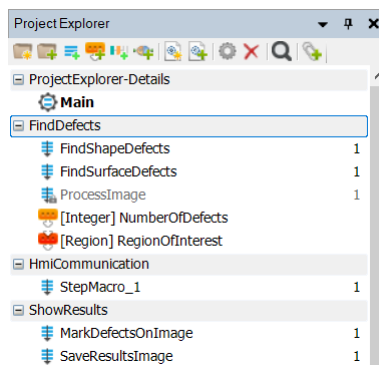 Project Explorer
ProjectExplorer-Details
Main
FindDefects
FindShapeDefects 1
FindSurfaceDefects 1
ProcessImage 1
[Integer] NumberOfDefects
[Region] RegionOfInterest
HmiCommunication
StepMacro_1 1
ShowResults
MarkDefectsOnImage 1
SaveResultsImage 1